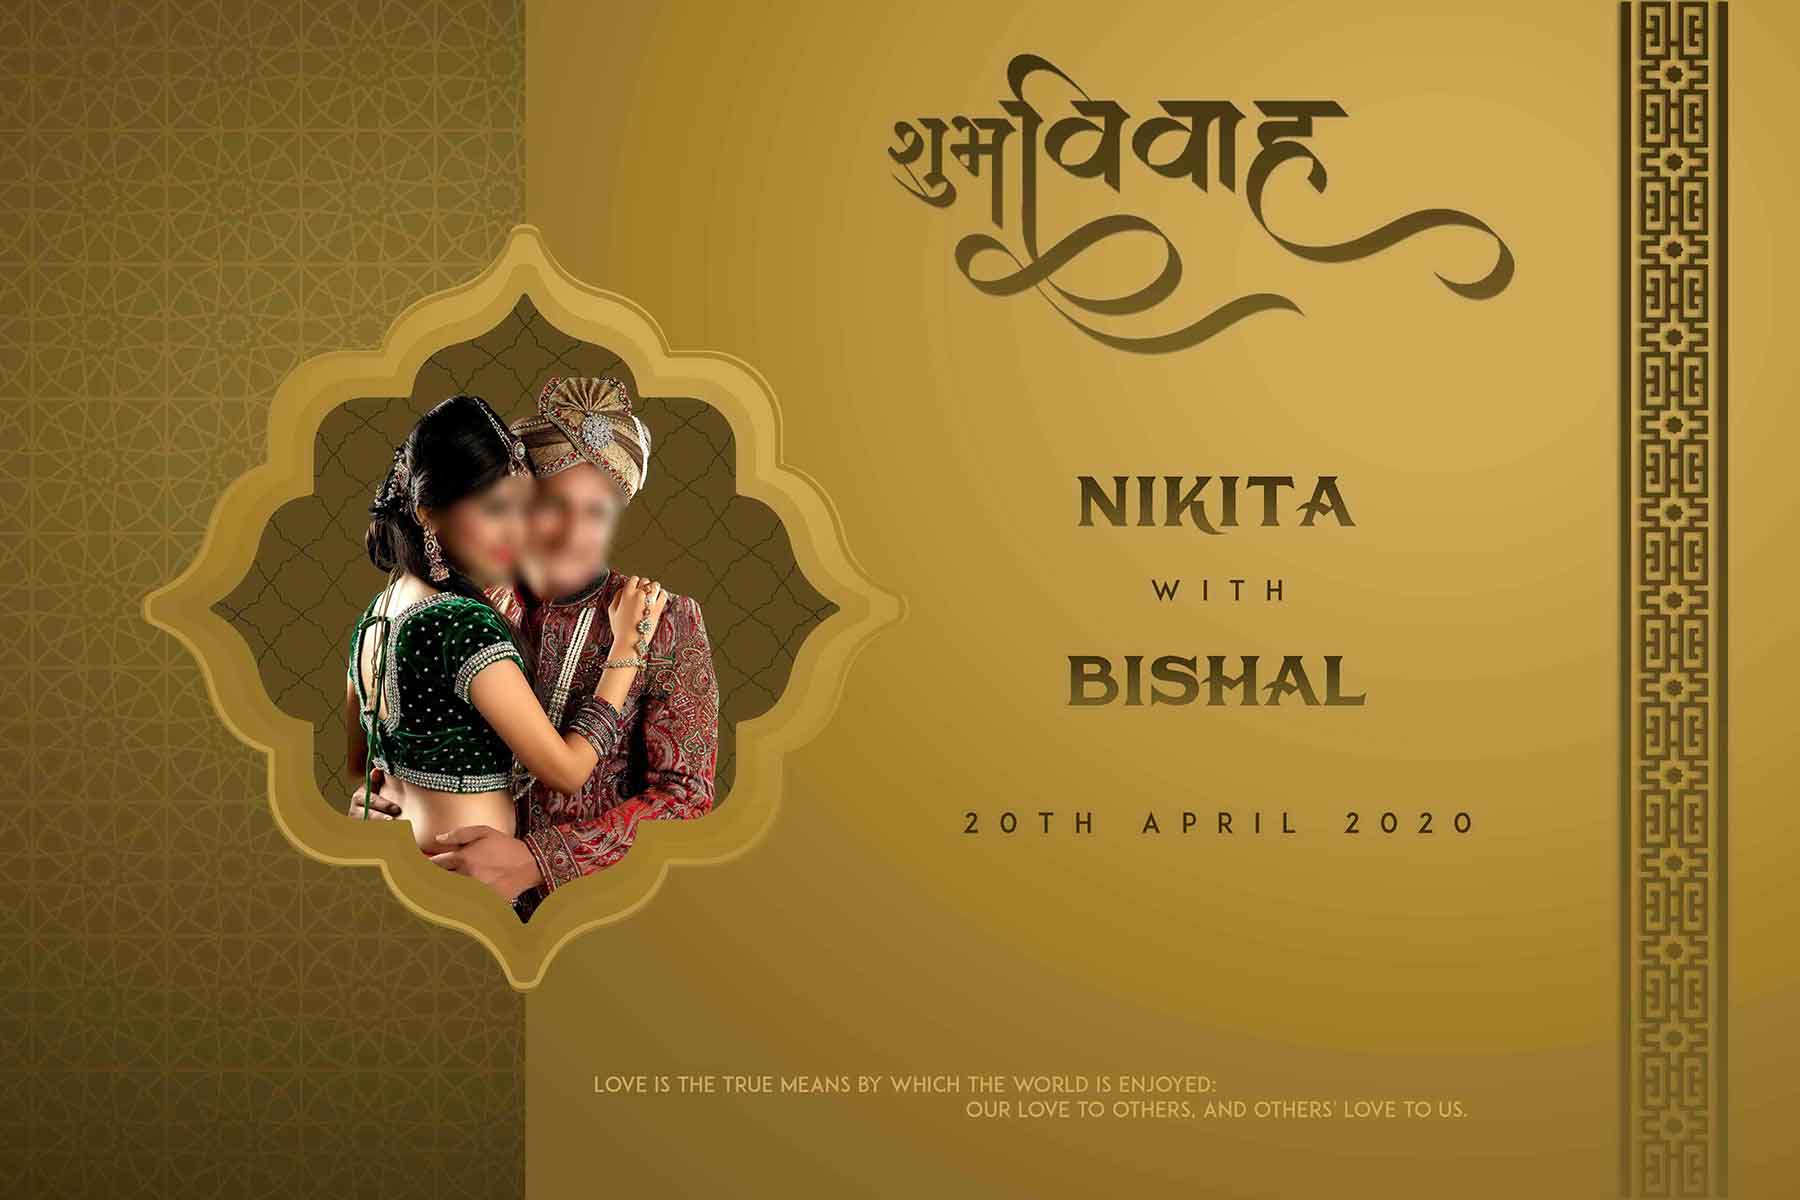 शुभविवाह
NIKITA
WITH
BISHAL
20TH APRIL 2020
LOVE IS THE TRUE MEANS BY WHICH THE WORLD IS ENJOYED:
OUR LOVE TO OTHERS, AND OTHERS' LOVE TO US.